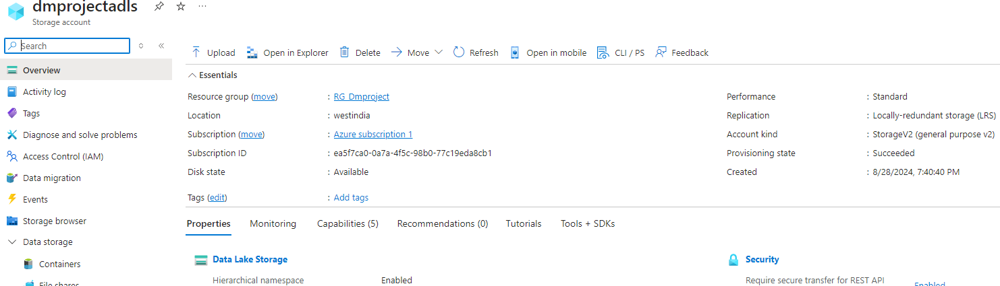 dmprojectadls
Storage account
Search
Overview
Activity log
Tags
Diagnose and solve problems
Access Control (IAM)
Data migration
Events
Storage browser
Data storage
Containers
File shares
Upload Open in Explorer Delete Move Refresh Open in mobile CLI / PS Feedback
Essentials
Resource group (move) : RG_Dmproject
Location : westindia
Subscription (move) : Azure subscription 1
Subscription ID : ea5f7ca0-0a7a-4f5c-98b0-77c19eda8cb1
Disk state : Available
Tags (edit) : Add tags
Performance : Standard
Replication : Locally-redundant storage (LRS)
Account kind : StorageV2 (general purpose v2)
Provisioning state : Succeeded
Created : 8/28/2024, 7:40:40 PM
Properties Monitoring Capabilities (5) Recommendations (0) Tutorials Tools + SDKs
Data Lake Storage
Hierarchical namespace Enabled
Security
Require secure transfer for REST API Enabled